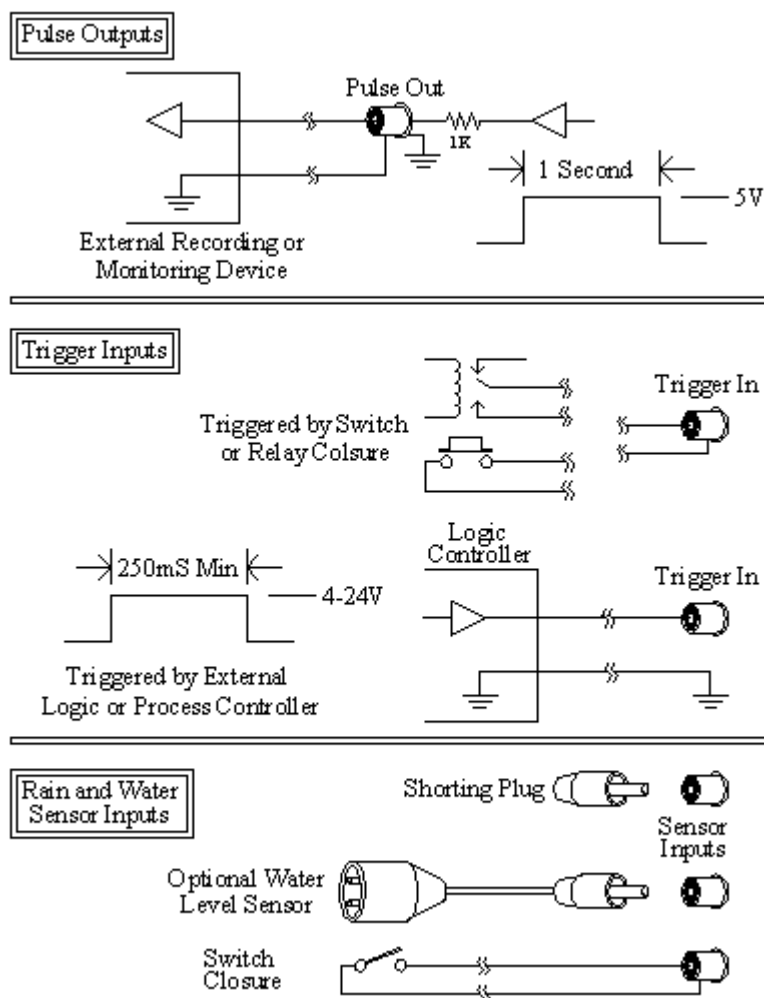 Pulse Outputs
Pulse Out
1K
1 Second
5V
External Recording or
Monitoring Device
Trigger Inputs
Trigger In
Triggered by Switch
or Relay Colsure
Logic
Controller
250mS Min
4-24V
Trigger In
Triggered by External
Logic or Process Controller
Rain and Water
Sensor Inputs
Shorting Plug
Sensor
Inputs
Optional Water
Level Sensor
Switch
Closure